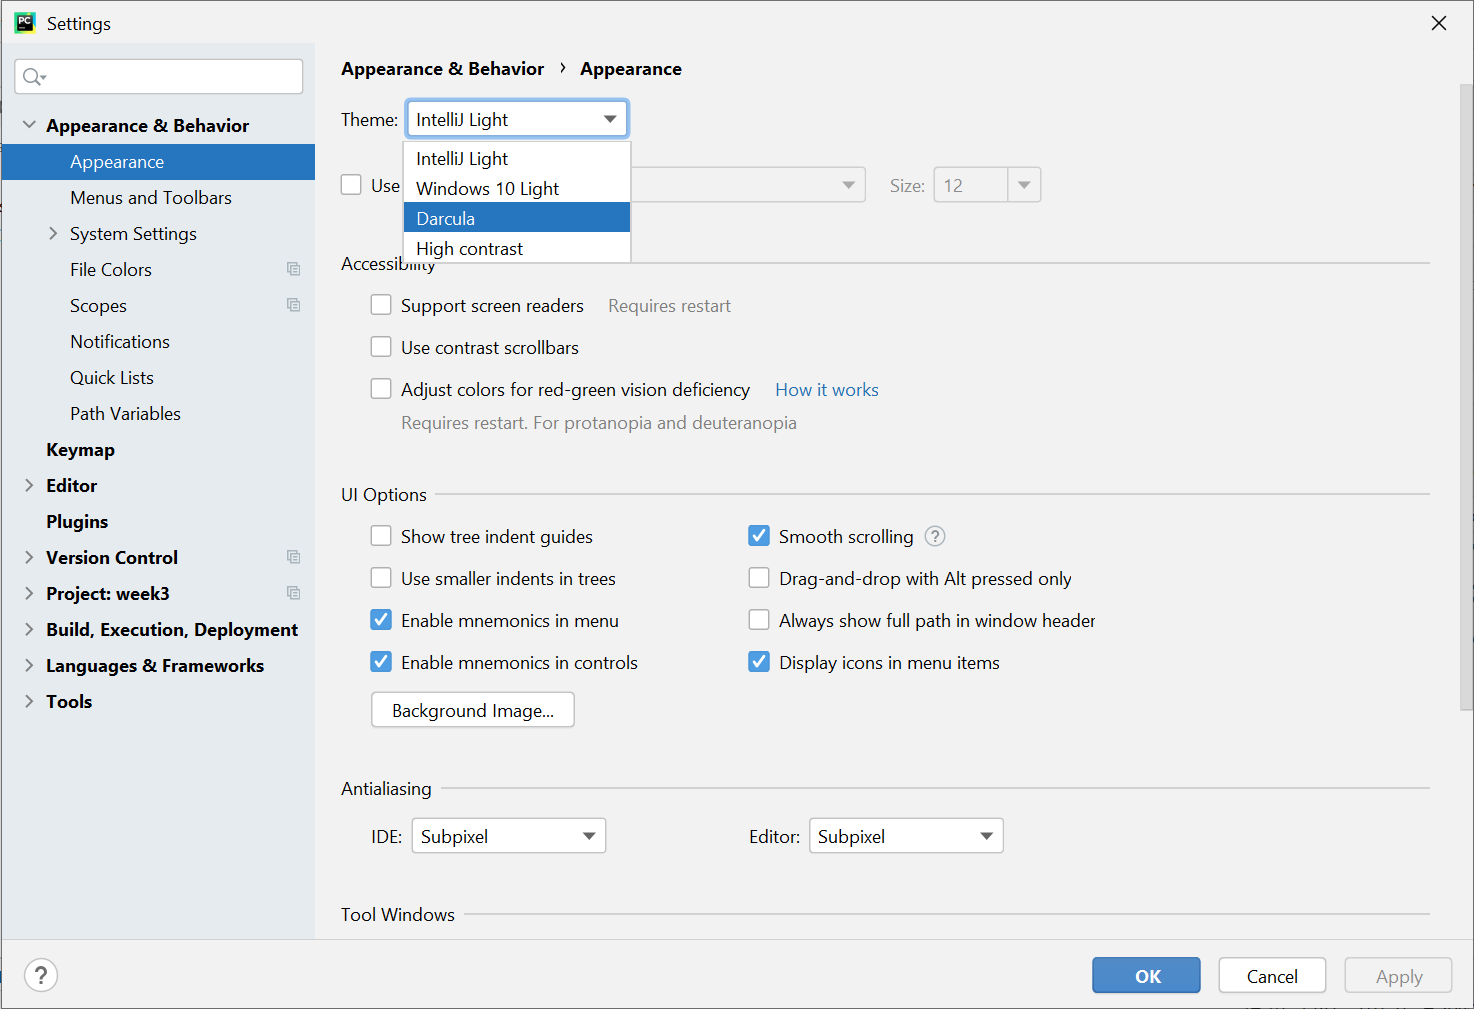 PC
Settings
Appearance & Behavior
Appearance
Menus and Toolbars
System Settings
File Colors
Scopes
Notifications
Quick Lists
Path Variables
Keymap
Editor
Plugins
Version Control
Project: week3
Build, Execution, Deployment
Languages & Frameworks
Tools
Appearance & Behavior › Appearance
Theme: IntelliJ Light
IntelliJ Light
Windows 10 Light
Darcula
High contrast
Use
Size: 12
Accessibility
Support screen readers Requires restart
Use contrast scrollbars
Adjust colors for red-green vision deficiency How it works
Requires restart. For protanopia and deuteranopia
UI Options
Show tree indent guides Smooth scrolling ?
Use smaller indents in trees Drag-and-drop with Alt pressed only
Enable mnemonics in menu Always show full path in window header
Enable mnemonics in controls Display icons in menu items
Background Image...
Antialiasing
IDE: Subpixel Editor: Subpixel
Tool Windows
? OK Cancel Apply